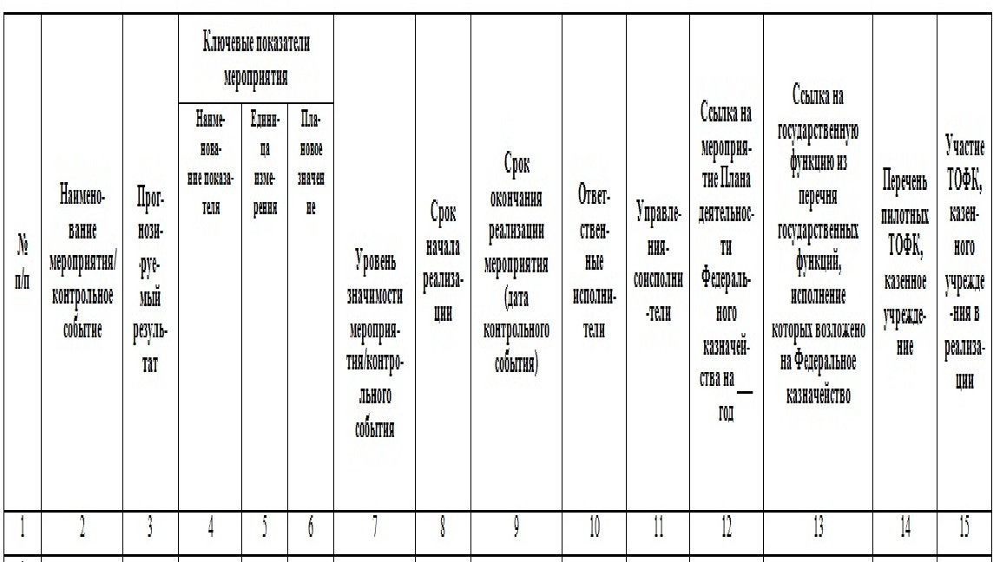 №
п/п
Наимено-
вание
мероприятия/
контрольное
событие
Прог-
нози-
·руе-
мый
резуль-
тат
Ключевые показатели
мероприятия
Наиме-
нова-
ние показа-
теля
Едини-
ца
изме-
рения
Пла-
новое
значен
ие
Уровень
значимости
мероприя-
тия/контро-
льного
события
Срок
начала
реализа-
ции
Срок
окончания
реализации
мероприятия
(дата
контрольного
события)
Ответ-
ствен-
ные
исполни-
тели
Управле-
ния-
соисполни
-тели
Ссылка на
мероприя-
тие Плана
деятельнос-
ти
Федераль-
ного
казначей-
ства на ___
год
Ссылка на
государственную
функцию из
перечня
государственных
функций,
исполнение
которых возложено
на Федеральное
казначейство
Перечень
пилотных
ТОФК,
казенное
учрежде-
ние
Участие
ТОФК,
казен-
ного
учрежде
-ния в
реализа-
ции
1 2 3 4 5 6 7 8 9 10 11 12 13 14 15